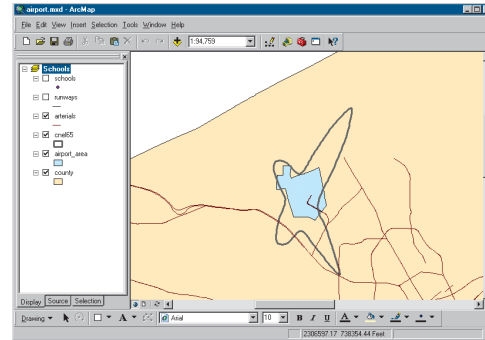 airport.mxd - ArcMap
File Edit View Insert Selection Tools Window Help
1:94,759
Schools
schools
runways
arterials
cnel65
airport_area
county
Display Source Selection
Drawing A Arial 10 B I U A
2306597.17 738354.44 Feet